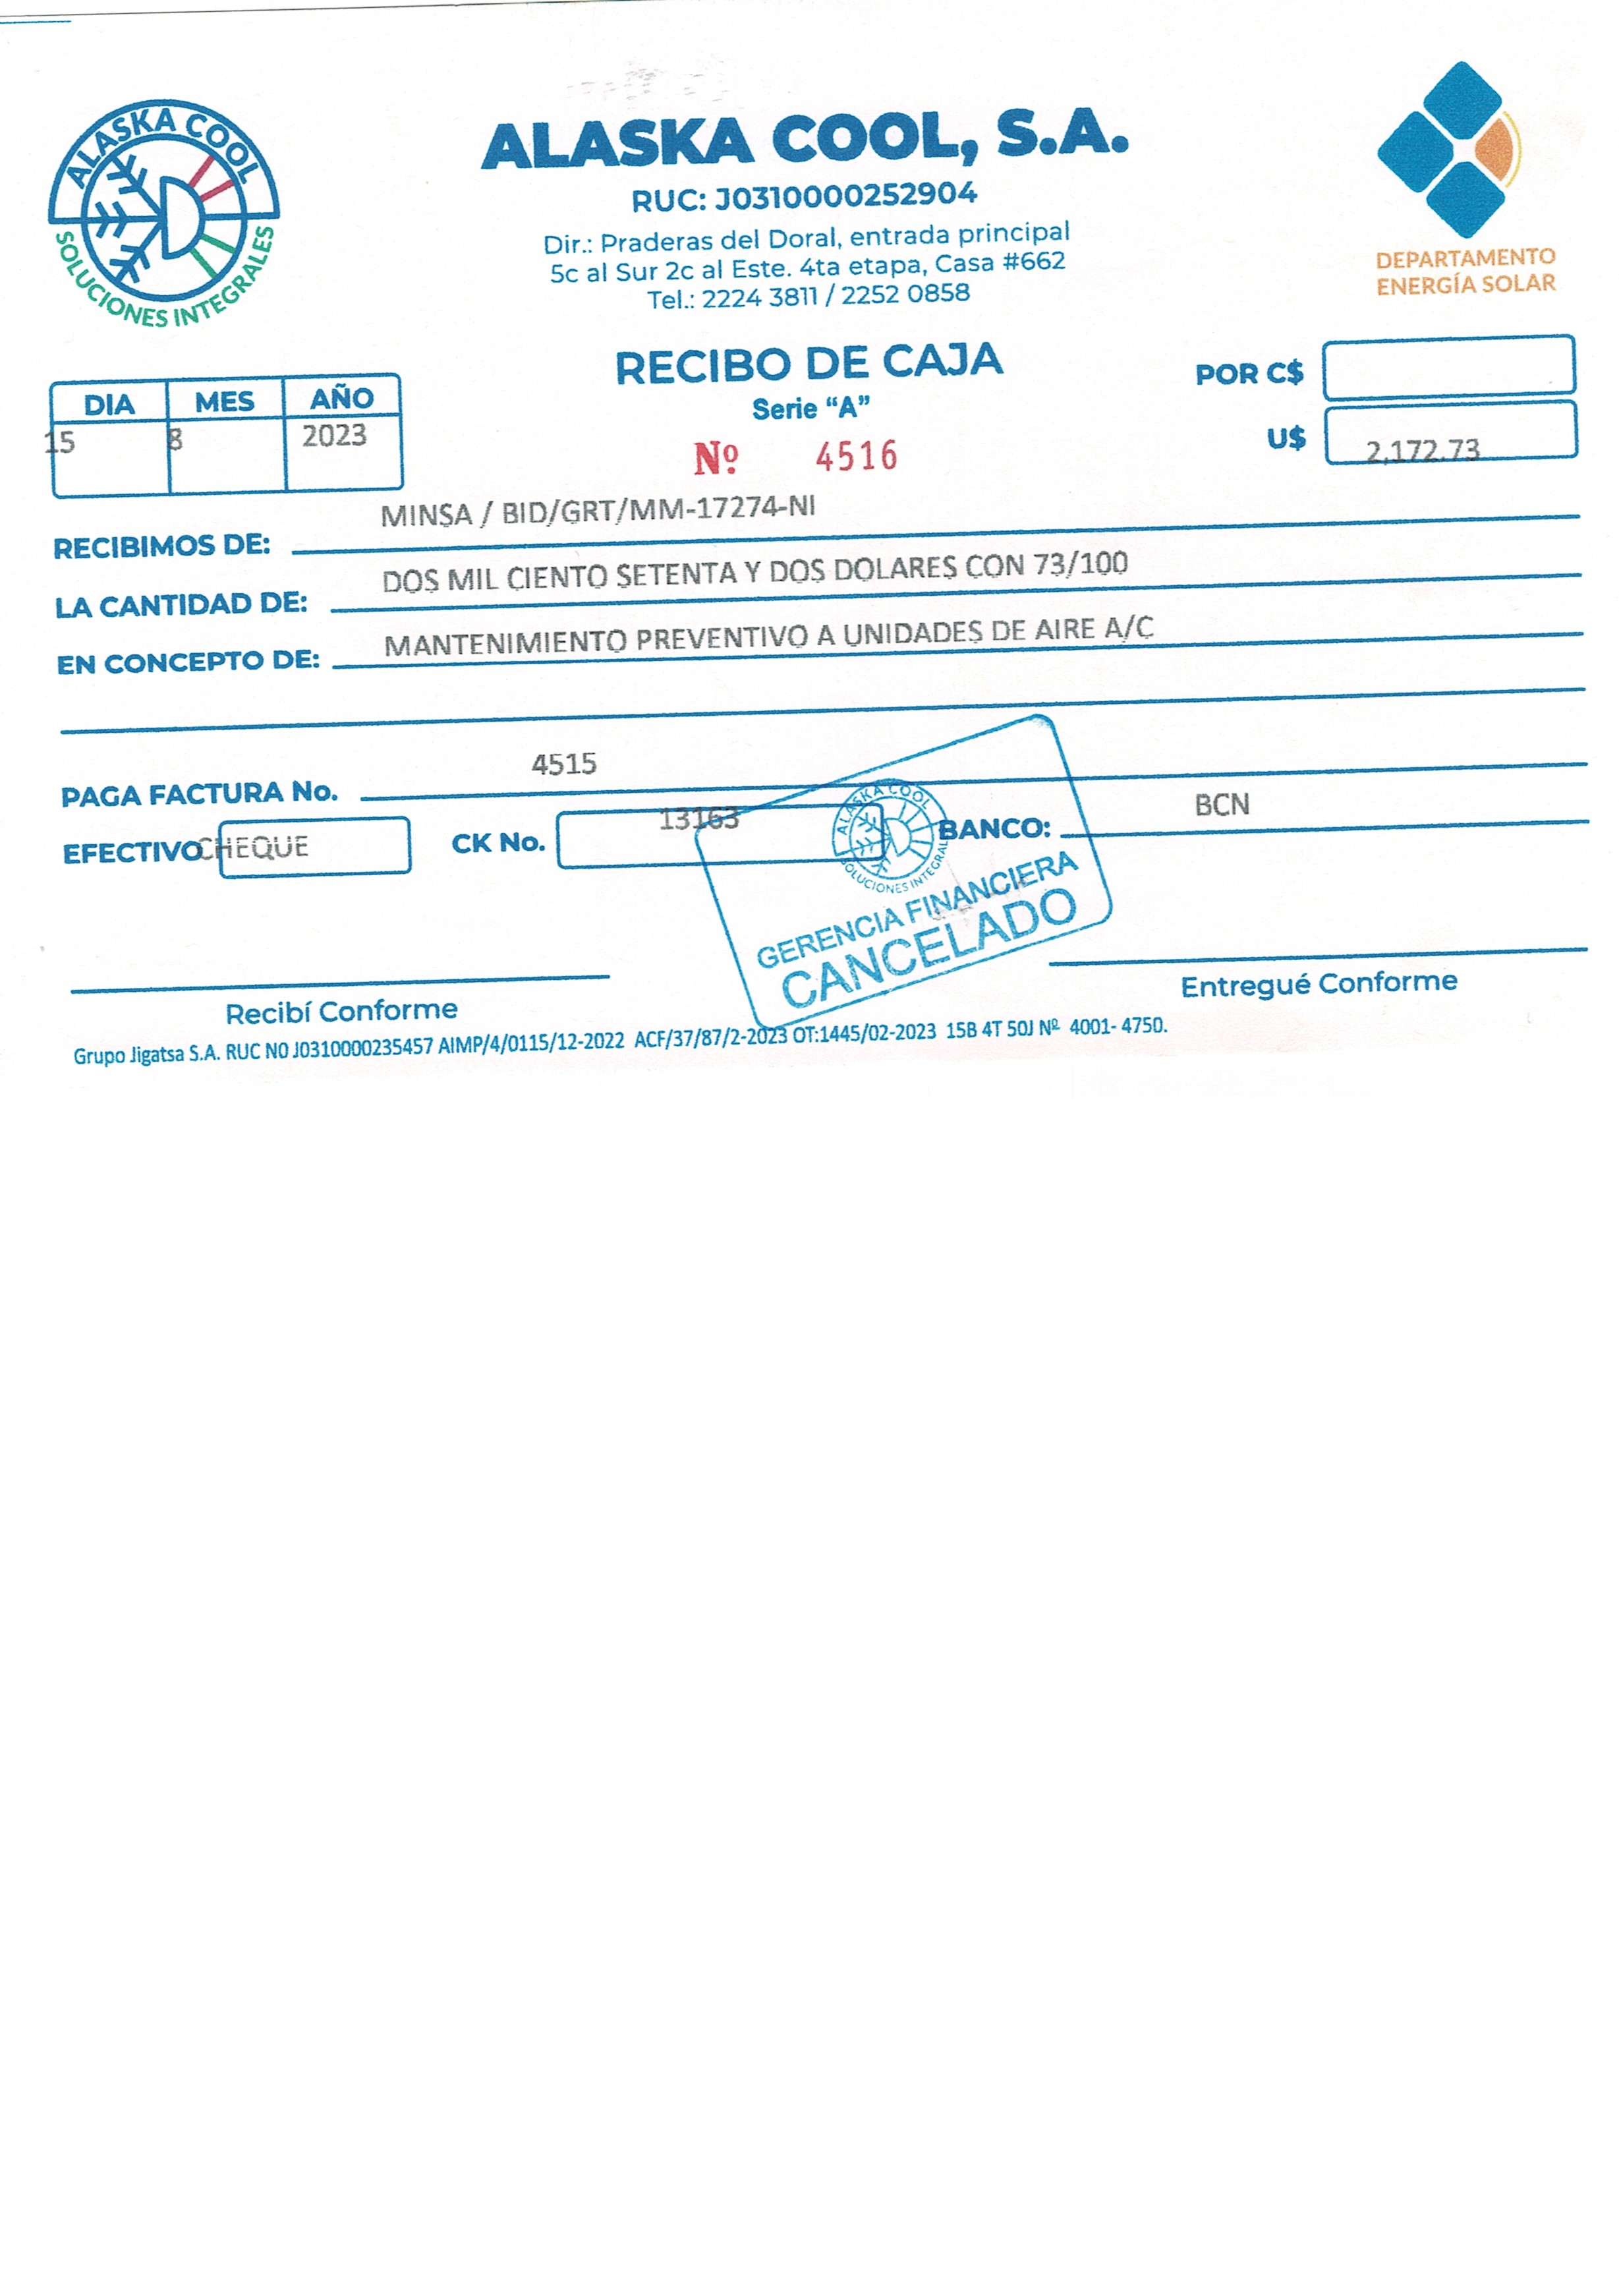 ALASKA COOL
SOLUCIONES INTEGRALES
ALASKA COOL, S.A.
RUC: J0310000252904
Dir.: Praderas del Doral, entrada principal
5c al Sur 2c al Este. 4ta etapa, Casa #662
Tel.: 2224 3811 / 2252 0858
DEPARTAMENTO
ENERGÍA SOLAR
RECIBO DE CAJA
Serie “A”
Nº 4516
DIA MES AÑO
15 8 2023
POR C$
U$ 2,172.73
RECIBIMOS DE: MINSA / BID/GRT/MM-17274-NI
LA CANTIDAD DE: DOS MIL CIENTO SETENTA Y DOS DOLARES CON 73/100
EN CONCEPTO DE: MANTENIMIENTO PREVENTIVO A UNIDADES DE AIRE A/C
PAGA FACTURA No. 4515
EFECTIVO CHEQUE CK No. 13163 BANCO: BCN
ALASKA COOL
SOLUCIONES INTEGRALES
GERENCIA FINANCIERA
CANCELADO
Recibí Conforme
Entregué Conforme
Grupo Jigatsa S.A. RUC N0 J0310000235457 AIMP/4/0115/12-2022 ACF/37/87/2-2023 OT:1445/02-2023 15B 4T 50J Nº 4001- 4750.